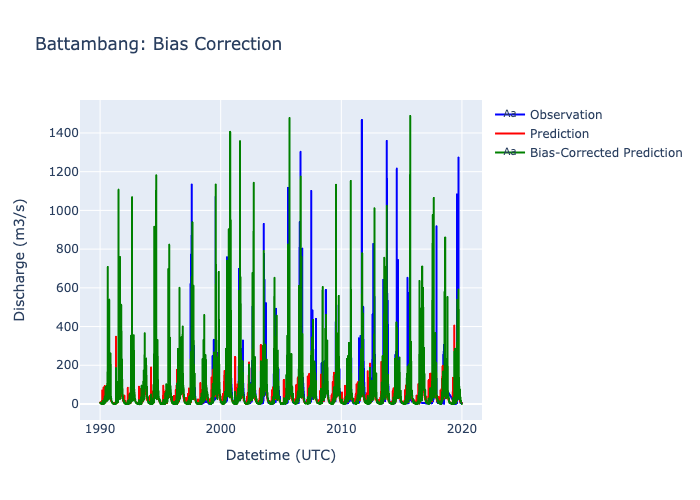 Battambang: Bias Correction
Aa Observation
Prediction
Aa Bias-Corrected Prediction
1400
1200
1000
800
600
400
200
0
Discharge (m3/s)
1990
2000
2010
2020
Datetime (UTC)